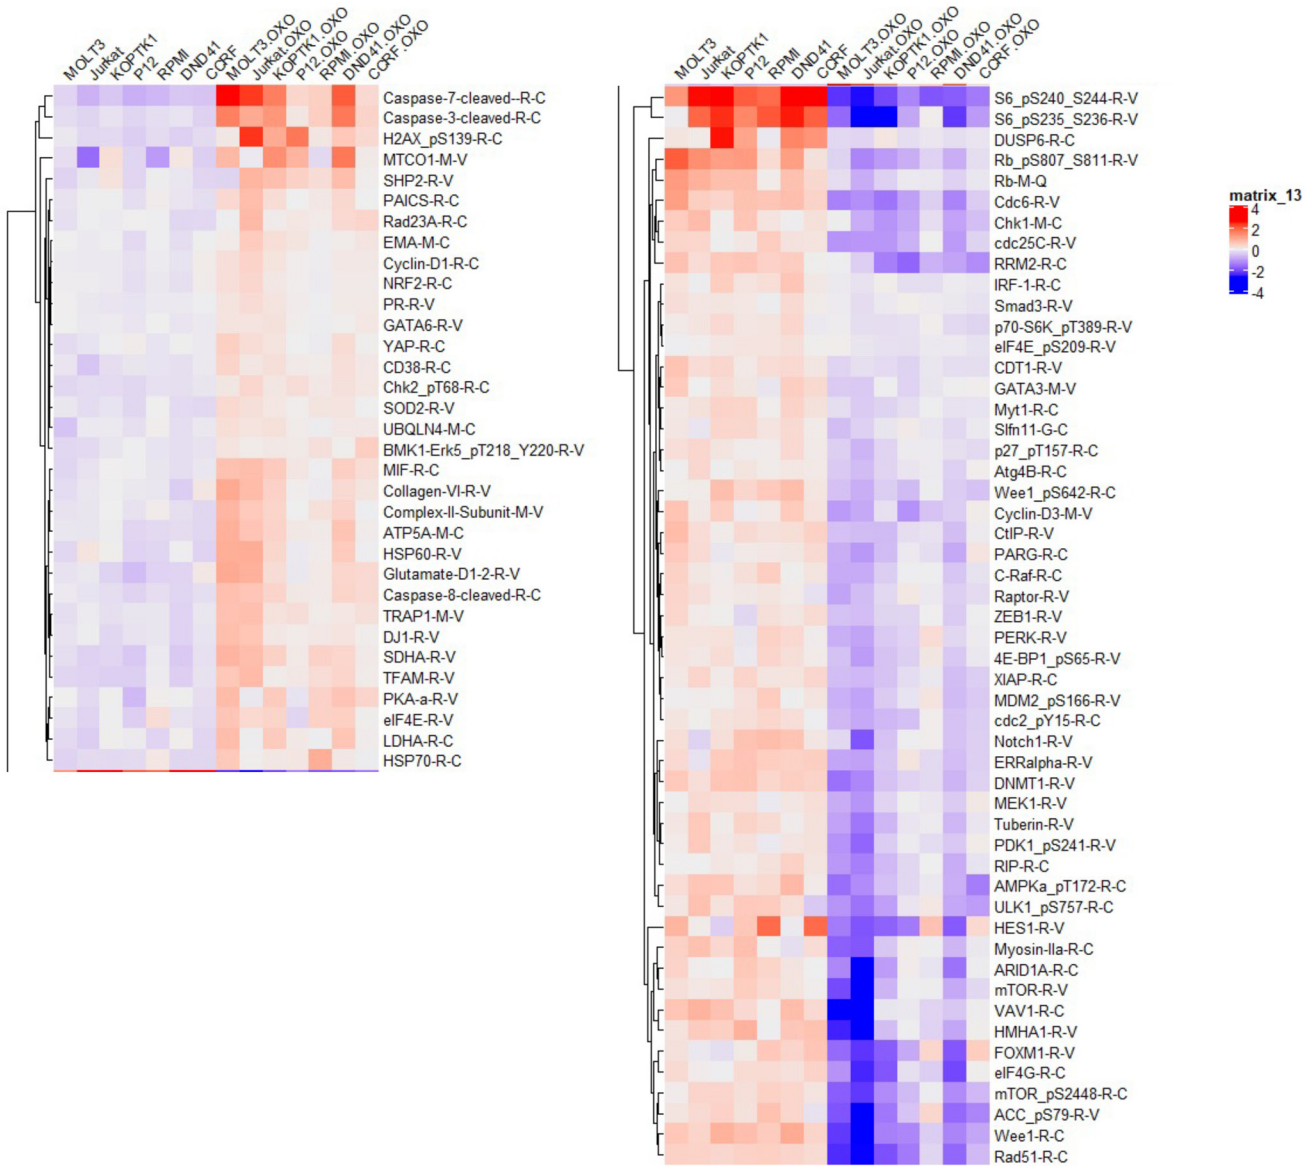 MOLT3
Jurkat
KOPTK1
P12
RPMI
DND41
CCRF
MOLT3.OXO
Jurkat.OXO
KOPTK1.OXO
P12.OXO
RPMI.OXO
DND41.OXO
CCRF.OXO
Caspase-7-cleaved--R-C
Caspase-3-cleaved-R-C
H2AX_pS139-R-C
MTCO1-M-V
SHP2-R-V
PAICS-R-C
Rad23A-R-C
EMA-M-C
Cyclin-D1-R-C
NRF2-R-C
PR-R-V
GATA6-R-V
YAP-R-C
CD38-R-C
Chk2_pT68-R-C
SOD2-R-V
UBQLN4-M-C
BMK1-Erk5_pT218_Y220-R-V
MIF-R-C
Collagen-VI-R-V
Complex-II-Subunit-M-V
ATP5A-M-C
HSP60-R-V
Glutamate-D1-2-R-V
Caspase-8-cleaved-R-C
TRAP1-M-V
DJ1-R-V
SDHA-R-V
TFAM-R-V
PKA-a-R-V
eIF4E-R-V
LDHA-R-C
HSP70-R-C
MOLT3
Jurkat
KOPTK1
P12
RPMI
DND41
CCRF
MOLT3.OXO
Jurkat.OXO
KOPTK1.OXO
P12.OXO
RPMI.OXO
DND41.OXO
CCRF.OXO
S6_pS240_S244-R-V
S6_pS235_S236-R-V
DUSP6-R-C
Rb_pS807_S811-R-V
Rb-M-Q
Cdc6-R-V
Chk1-M-C
cdc25C-R-V
RRM2-R-C
IRF-1-R-C
Smad3-R-V
p70-S6K_pT389-R-V
eIF4E_pS209-R-V
CDT1-R-V
GATA3-M-V
Myt1-R-C
Slfn11-G-C
p27_pT157-R-C
Atg4B-R-C
Wee1_pS642-R-C
Cyclin-D3-M-V
CtIP-R-V
PARG-R-C
C-Raf-R-C
Raptor-R-V
ZEB1-R-V
PERK-R-V
4E-BP1_pS65-R-V
XIAP-R-C
MDM2_pS166-R-V
cdc2_pY15-R-C
Notch1-R-V
ERRalpha-R-V
DNMT1-R-V
MEK1-R-V
Tuberin-R-V
PDK1_pS241-R-V
RIP-R-C
AMPKa_pT172-R-C
ULK1_pS757-R-C
HES1-R-V
Myosin-IIa-R-C
ARID1A-R-C
mTOR-R-V
VAV1-R-C
HMHA1-R-V
FOXM1-R-V
eIF4G-R-C
mTOR_pS2448-R-C
ACC_pS79-R-V
Wee1-R-C
Rad51-R-C
matrix_13
4
2
0
-2
-4